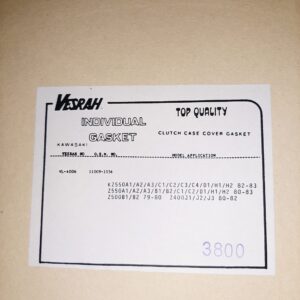 VESRAH TOP QUALITY
INDIVIDUAL GASKET
CLUTCH CASE COVER GASKET
KAWASAKI
VESRAH NO O.E.M. NO. MODEL APPLICATION
VL-4006 11009-1156
K2550A1/A2/A3/C1/C2/C3/C4/D1/H1/H2 82-83
Z550A1/A2/A3/B1/B2/C1/C2/D1/H1/H2 80-83
Z500B1/B2 79-80 Z400J1/J2/J3 80-82
3800